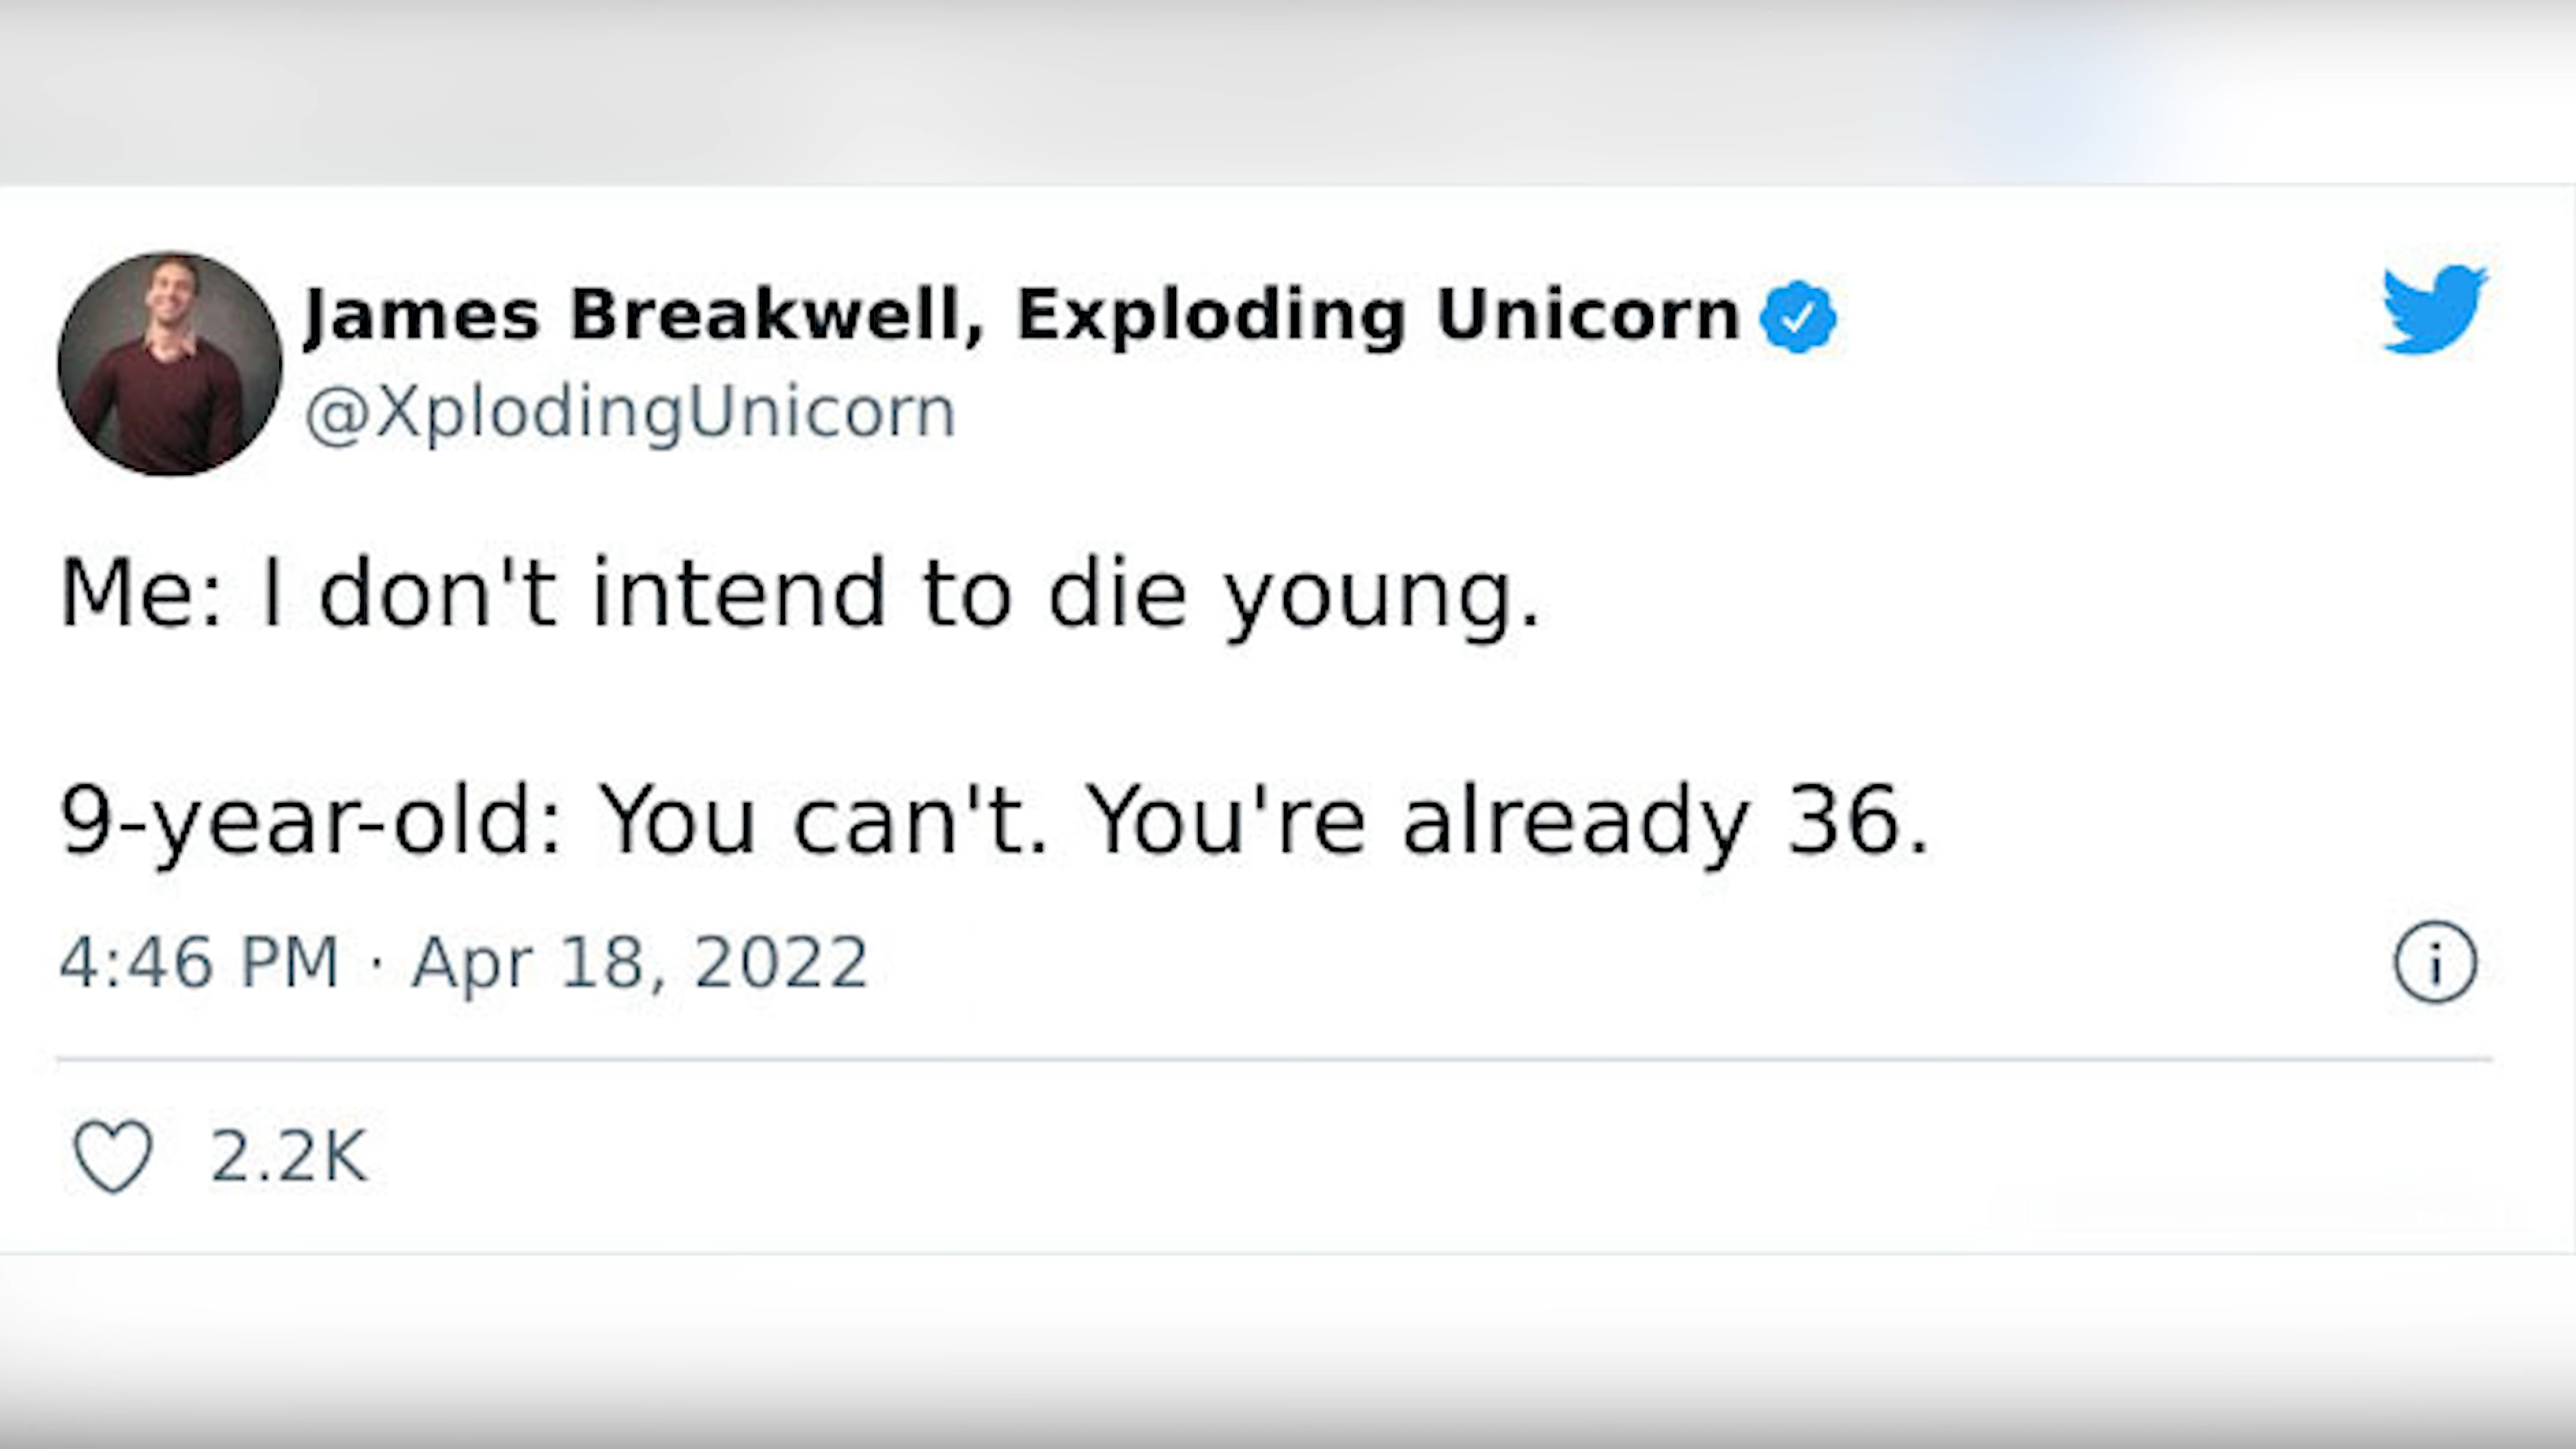 James Breakwell, Exploding Unicorn
@XplodingUnicorn
Me: I don't intend to die young.
9-year-old: You can't. You're already 36.
4:46 PM · Apr 18, 2022
2.2K